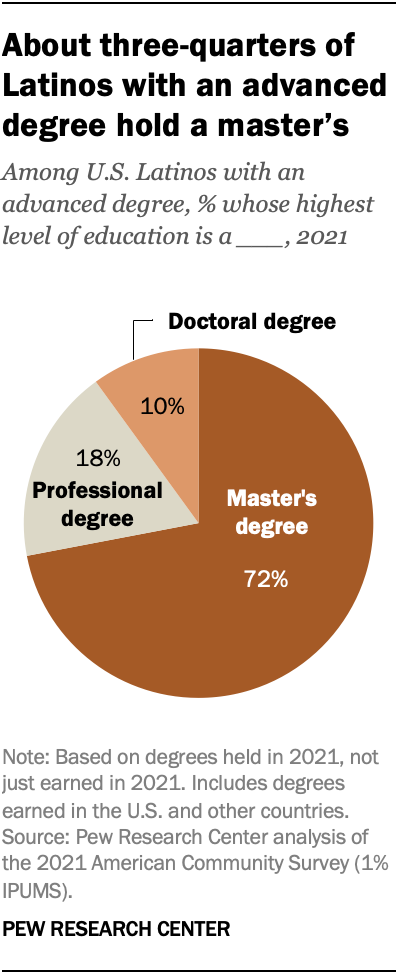 About three-quarters of
Latinos with an advanced
degree hold a master’s
Among U.S. Latinos with an
advanced degree, % whose highest
level of education is a ___, 2021
Doctoral degree
10%
18%
Professional
degree
Master's
degree
72%
Note: Based on degrees held in 2021, not
just earned in 2021. Includes degrees
earned in the U.S. and other countries.
Source: Pew Research Center analysis of
the 2021 American Community Survey (1%
IPUMS).
PEW RESEARCH CENTER